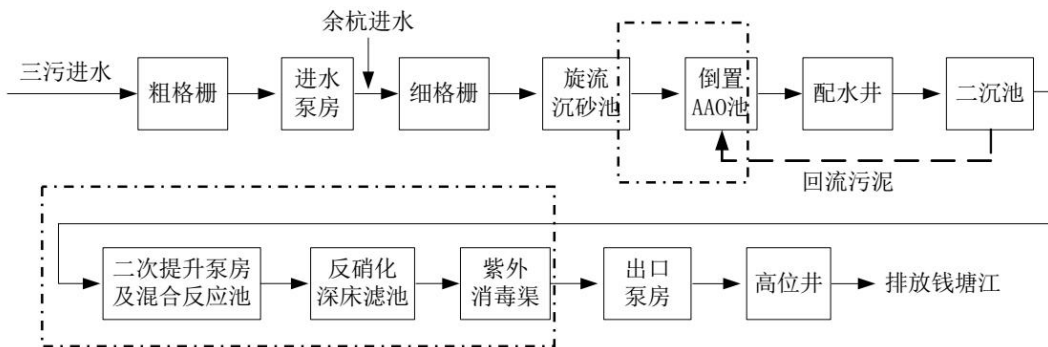 余杭进水
三污进水
粗格栅
进水
泵房
细格栅
旋流
沉砂池
倒置
AAO池
配水井
二沉池
回流污泥
二次提升泵房
及混合反应池
反硝化
深床滤池
紫外
消毒渠
出口
泵房
高位井
排放钱塘江